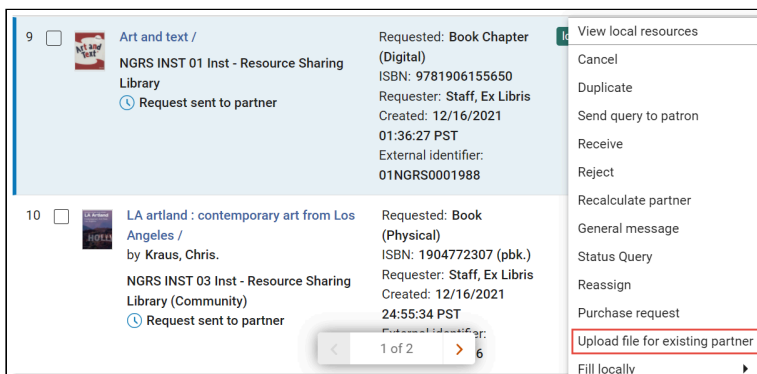 9
Art and text /
NGRS INST 01 Inst - Resource Sharing
Library
Request sent to partner
Requested: Book Chapter
(Digital)
ISBN: 9781906155650
Requester: Staff, Ex Libris
Created: 12/16/2021
01:36:27 PST
External identifier:
01NGRS0001988
10
LA artland : contemporary art from Los
Angeles /
by Kraus, Chris.
NGRS INST 03 Inst - Resource Sharing
Library (Community)
Request sent to partner
Requested: Book
(Physical)
ISBN: 1904772307 (pbk.)
Requester: Staff, Ex Libris
Created: 12/16/2021
24:55:34 PST
6
1 of 2
View local resources
Cancel
Duplicate
Send query to patron
Receive
Reject
Recalculate partner
General message
Status Query
Reassign
Purchase request
Upload file for existing partner
Fill locally